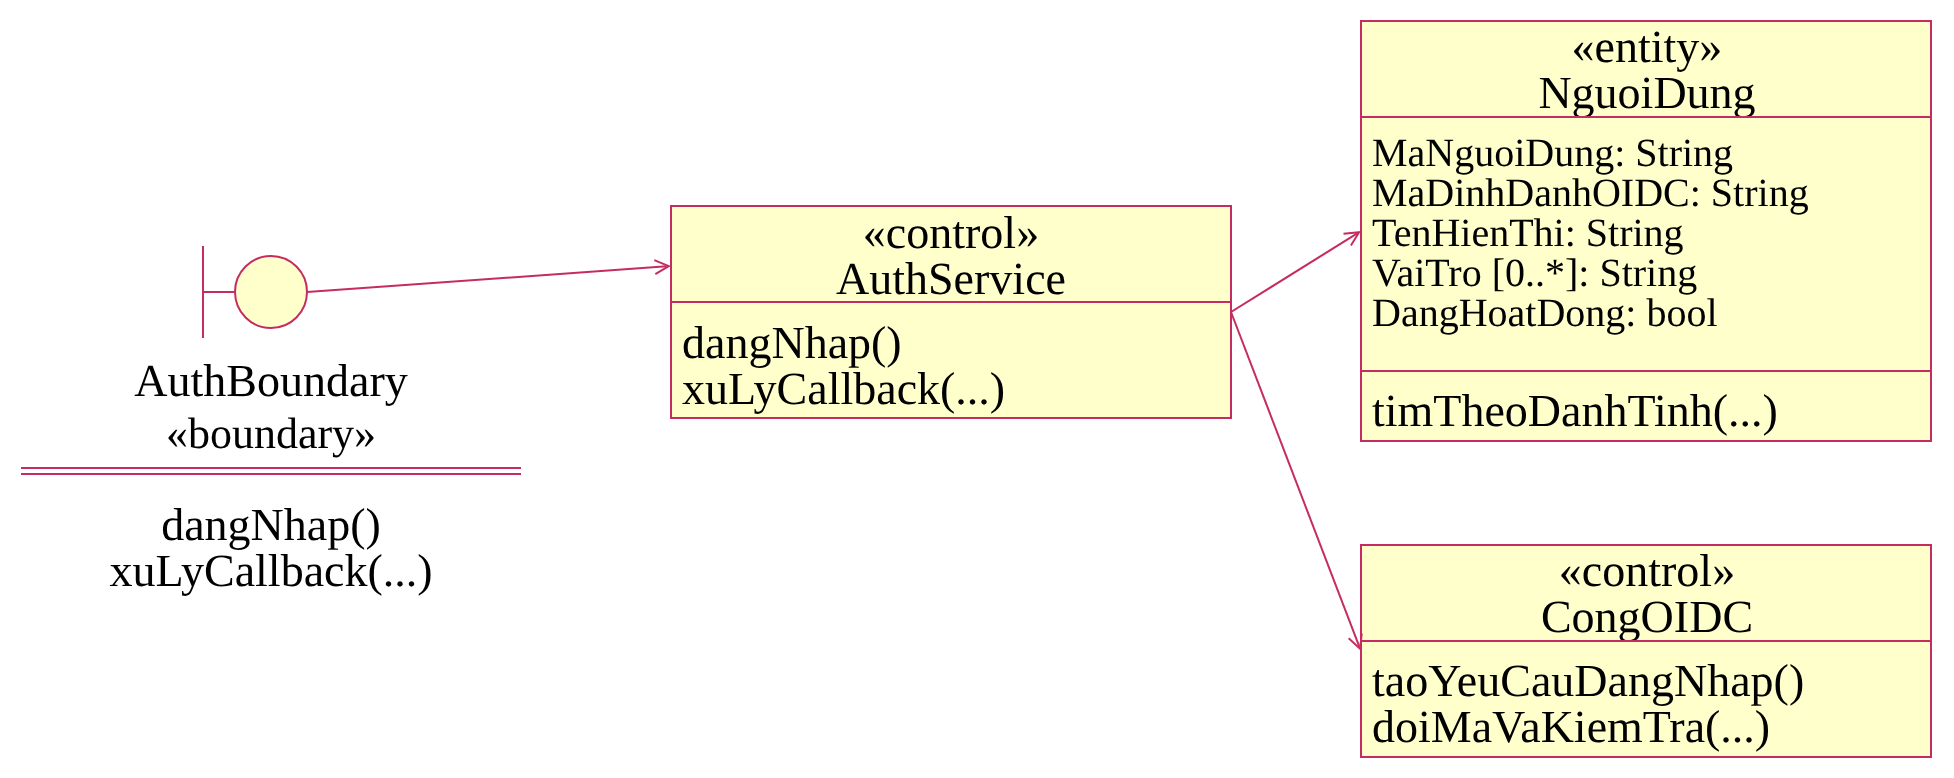 AuthBoundary
«boundary»
dangNhap()
xuLyCallback(...)
«control»
AuthService
dangNhap()
xuLyCallback(...)
«entity»
NguoiDung
MaNguoiDung: String
MaDinhDanhOIDC: String
TenHienThi: String
VaiTro [0..*]: String
DangHoatDong: bool
timTheoDanhTinh(...)
«control»
CongOIDC
taoYeuCauDangNhap()
doiMaVaKiemTra(...)